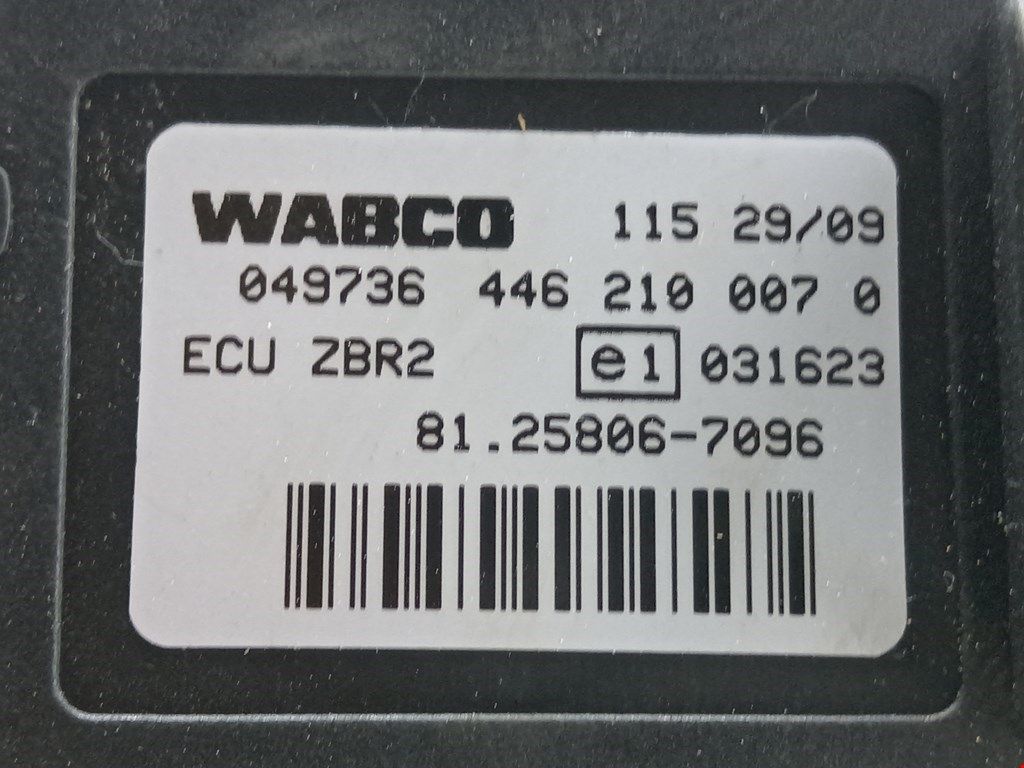 WABCO 115 29/09
049736 446 210 007 0
ECU ZBR2 e1 031623
81.25806-7096